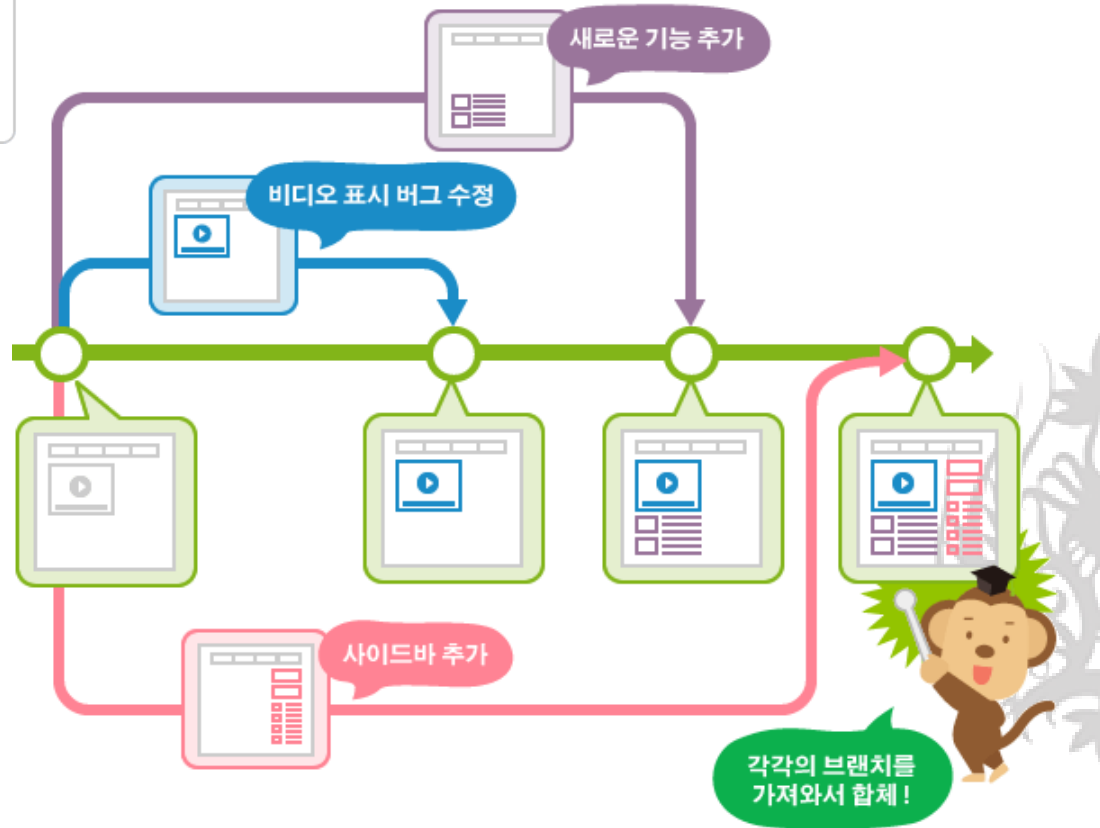 새로운 기능 추가
비디오 표시 버그 수정
사이드바 추가
각각의 브랜치를
가져와서 합체!